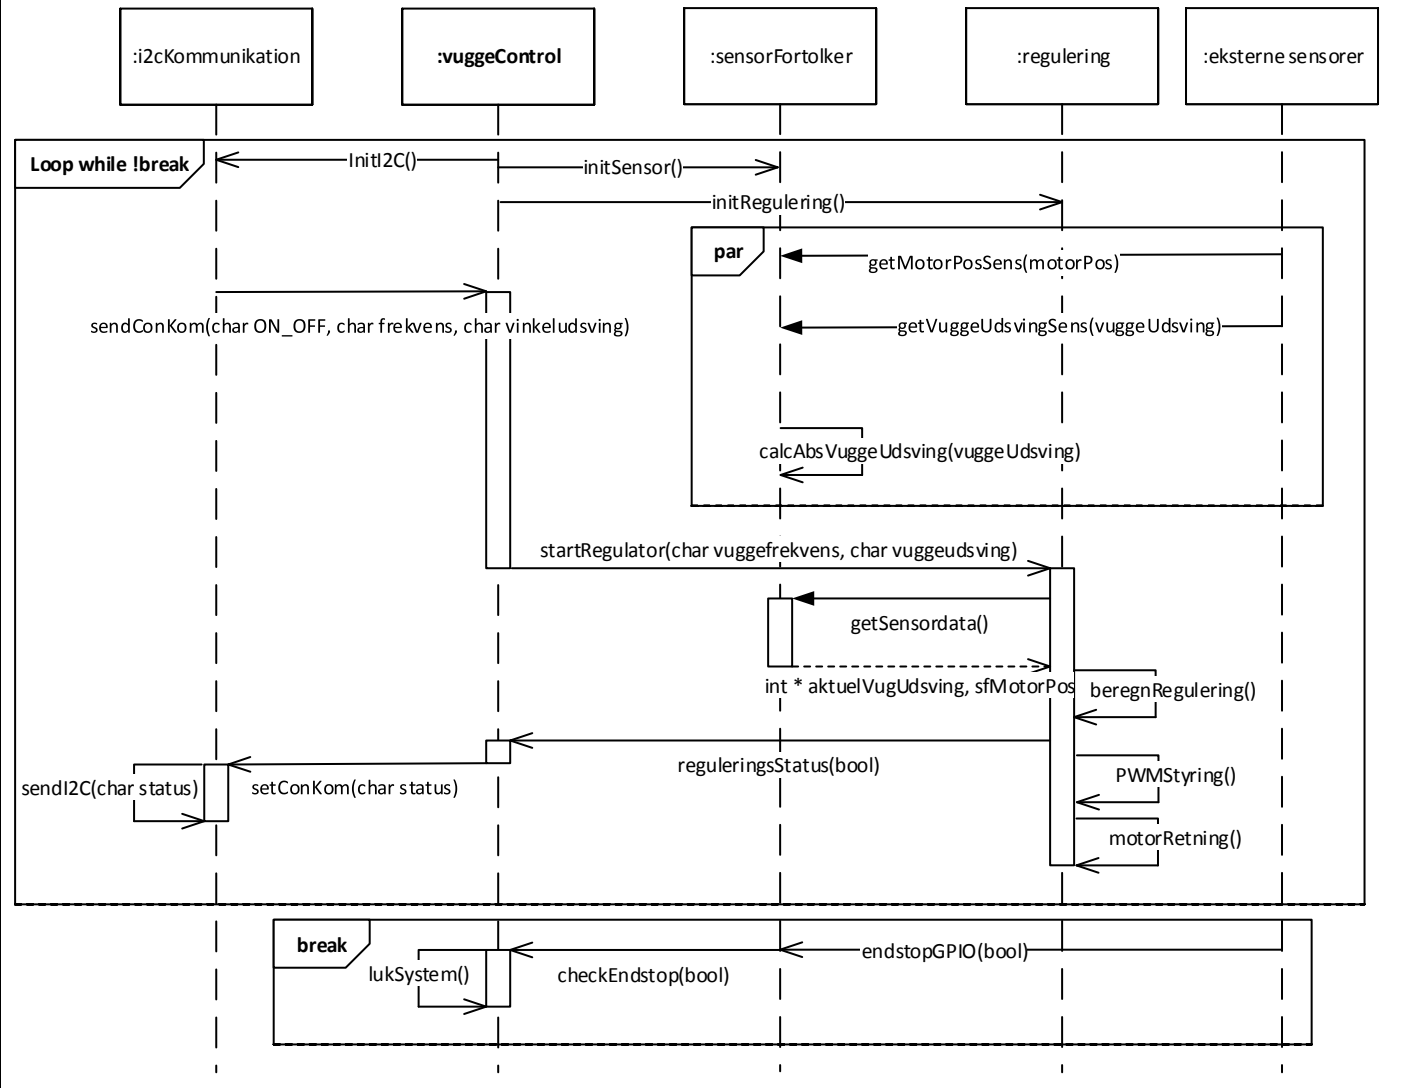 :i2cKommunikation
:vuggeControl
:sensorFortolker
:regulering
:eksterne sensorer
Loop while !break
InitI2C()
initSensor()
initRegulering()
par
getMotorPosSens(motorPos)
sendConKom(char ON_OFF, char frekvens, char vinkeludsving)
getVuggeUdsvingSens(vuggeUdsving)
calcAbsVuggeUdsving(vuggeUdsving)
startRegulator(char vuggefrekvens, char vuggeudsving)
getSensordata()
int * aktuelVugUdsving, sfMotorPos
beregnRegulering()
reguleringsStatus(bool)
PWMStyring()
sendI2C(char status)
setConKom(char status)
motorRetning()
break
endstopGPIO(bool)
lukSystem()
checkEndstop(bool)